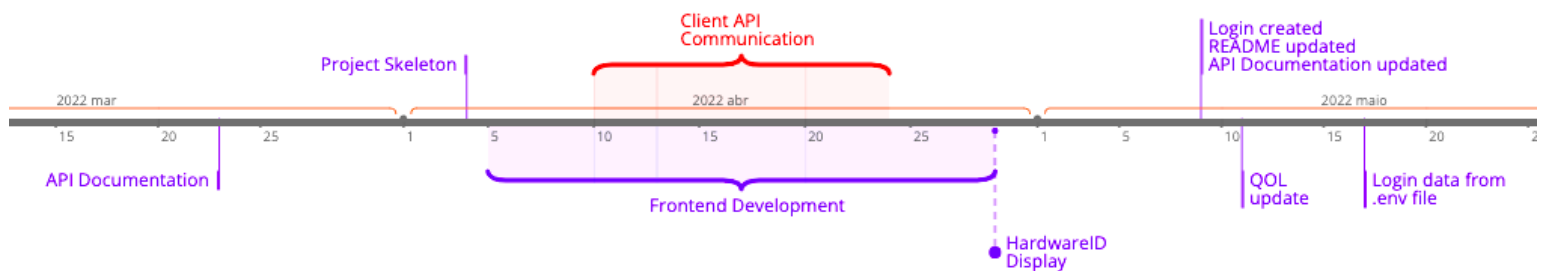 Client API
Communication
Login created
README updated
API Documentation updated
Project Skeleton
2022 mar
2022 abr
2022 maio
15
20
25
1
5
10
15
20
25
1
5
10
15
20
API Documentation
Frontend Development
QOL
update
Login data from
.env file
HardwareID
Display